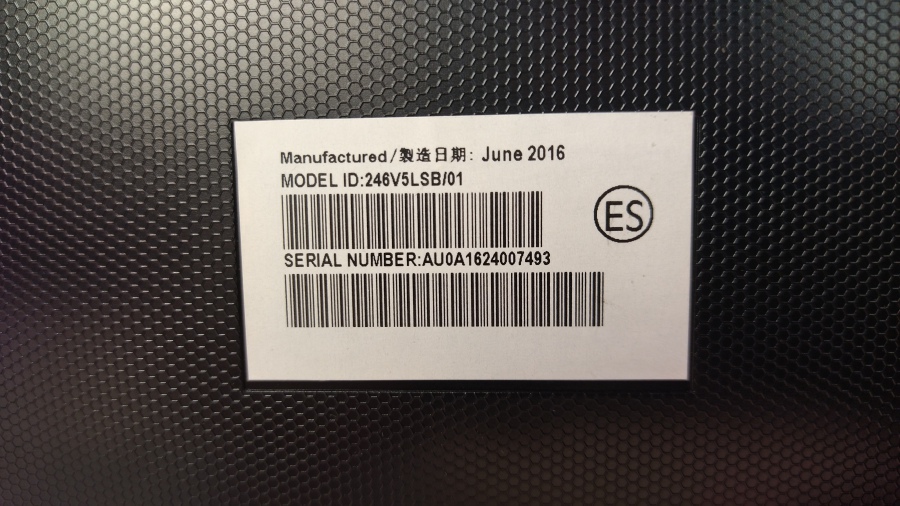 Manufactured/製造日期: June 2016
MODEL ID:246V5LSB/01
ES
SERIAL NUMBER:AU0A1624007493